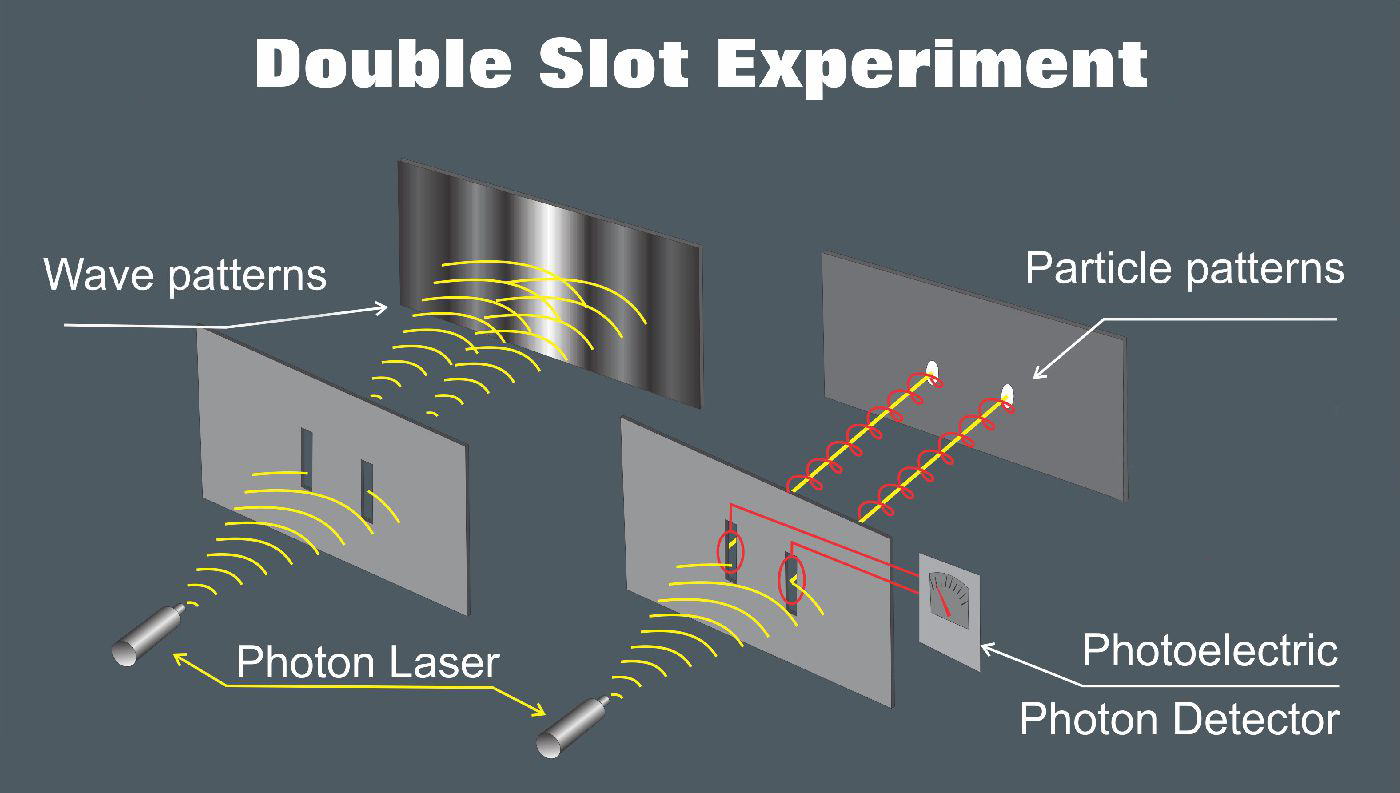 Double Slot Experiment
Wave patterns
Particle patterns
Photon Laser
Photoelectric
Photon Detector